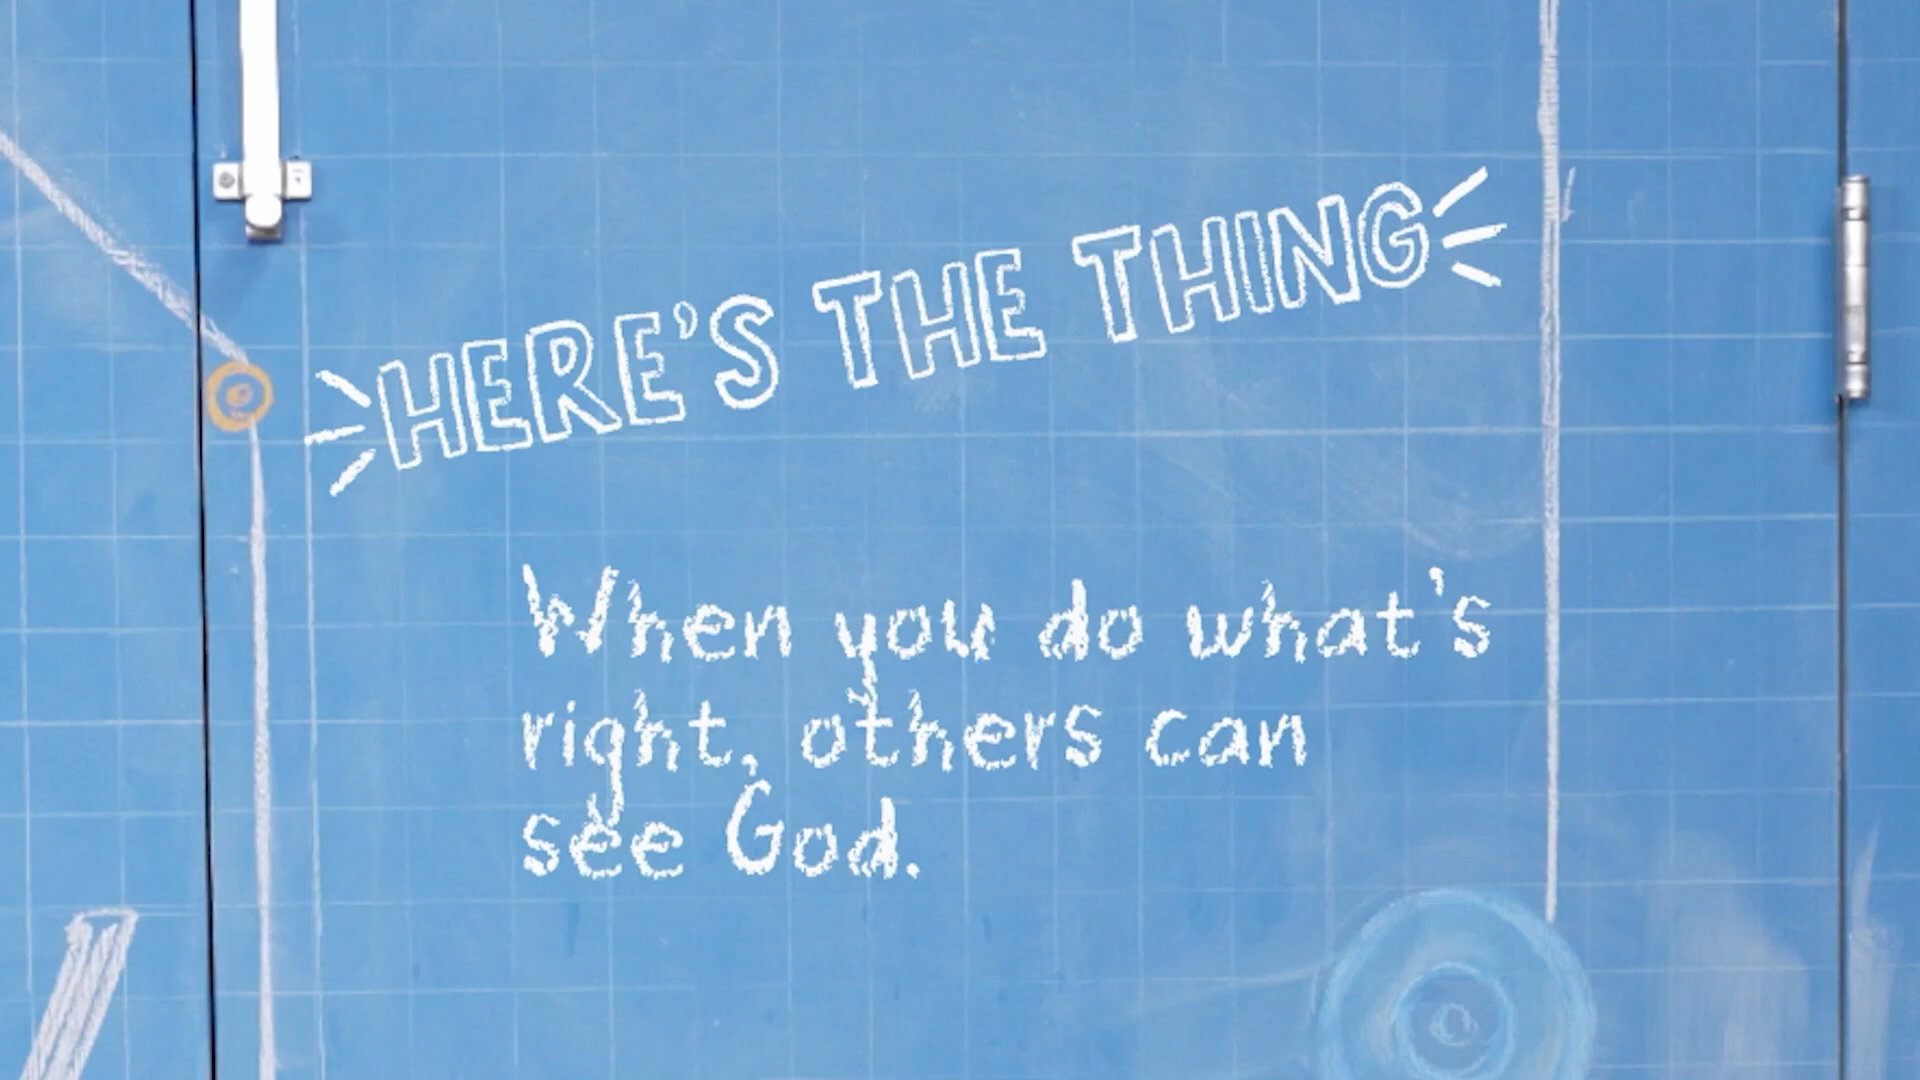 HERE'S THE THING
When you do what's
right, others can
see God.